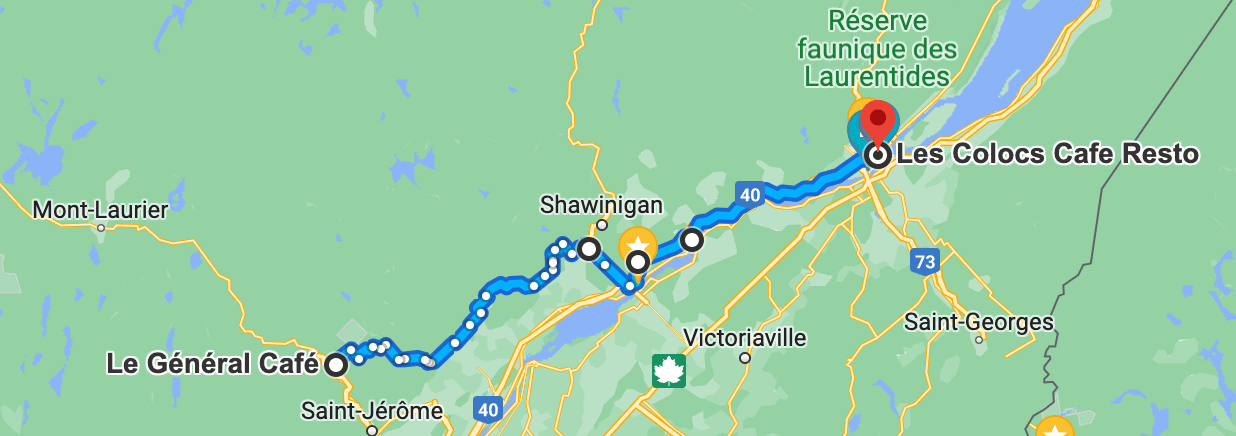 Réserve
faunique des
Laurentides
Les Colocs Cafe Resto
40
Shawinigan
Mont-Laurier
73
Saint-Georges
Victoriaville
Le Général Café
Saint-Jérôme
40